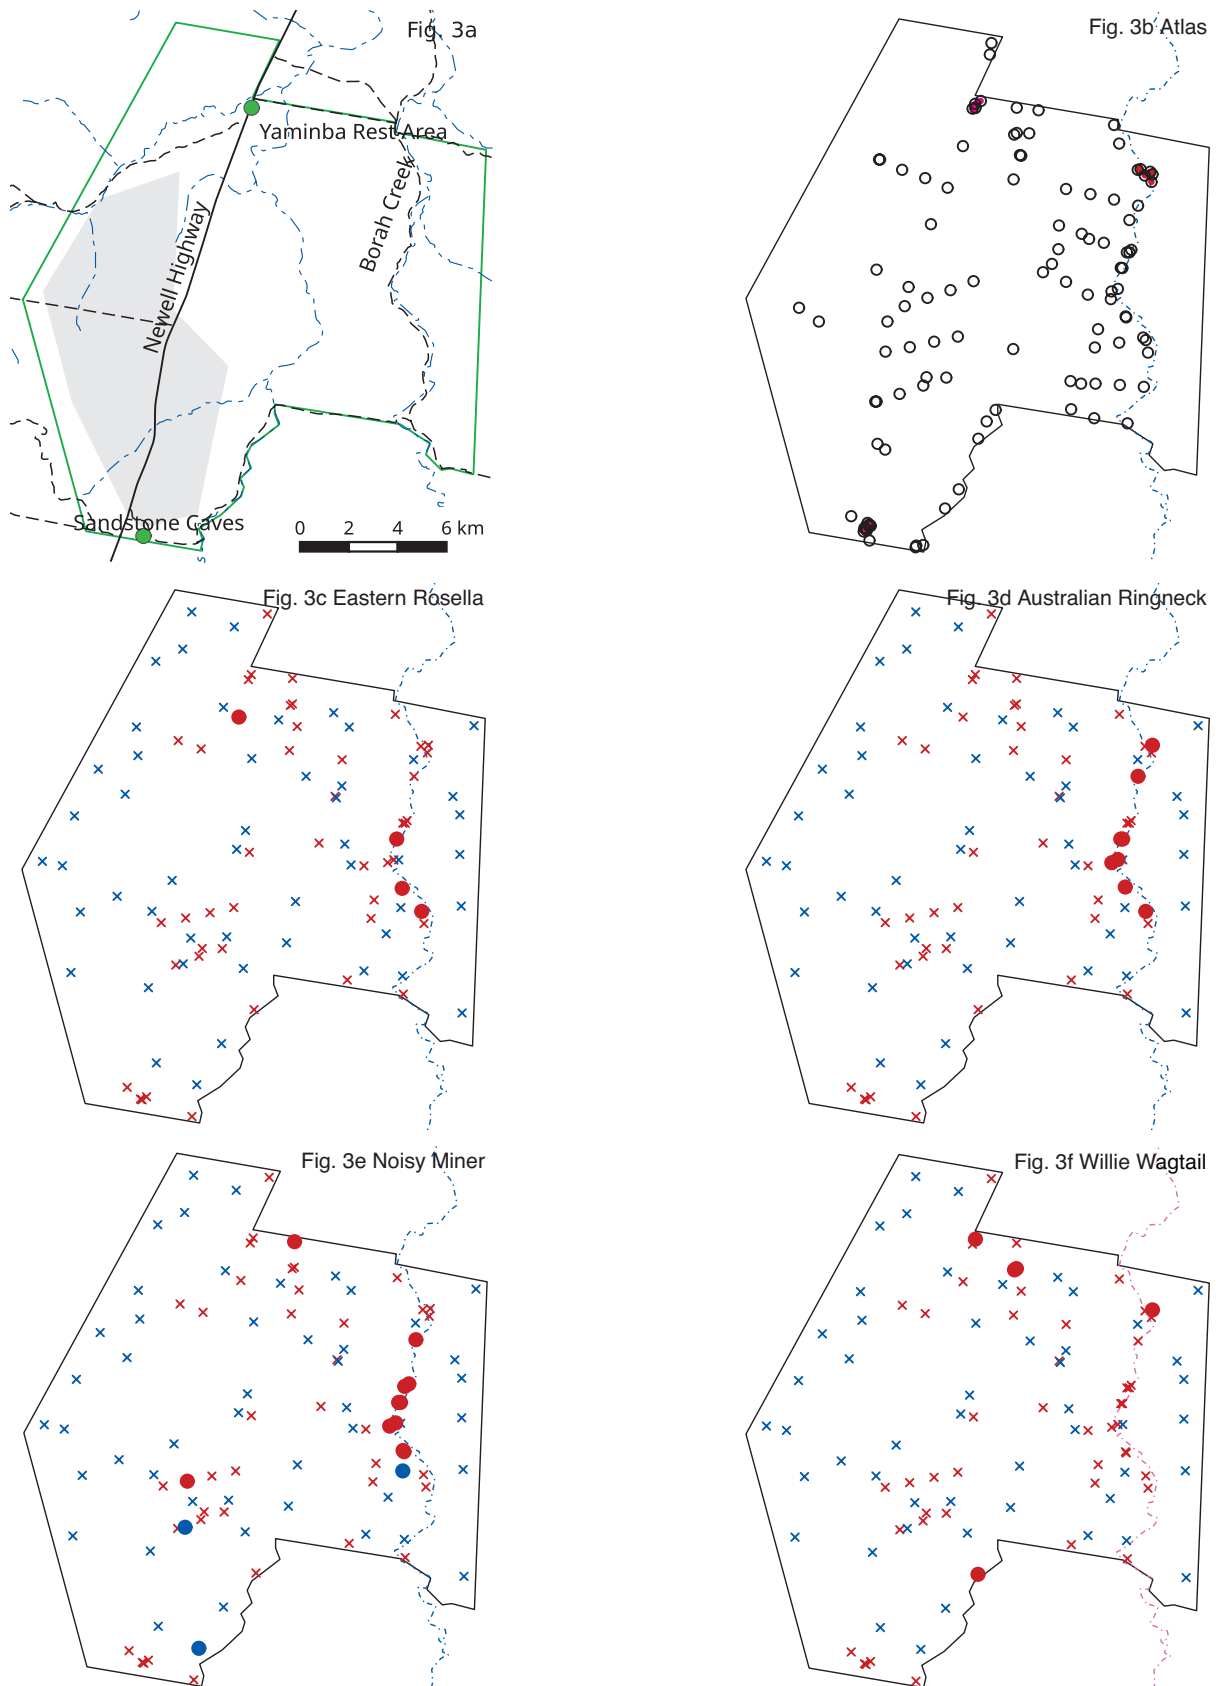 Fig. 3a
Yaminba Rest Area
Borah Creek
Newell Highway
Sandstone Caves
0 2 4 6 km
Fig. 3b Atlas
Fig. 3c Eastern Rosella
Fig. 3d Australian Ringneck
Fig. 3e Noisy Miner
Fig. 3f Willie Wagtail